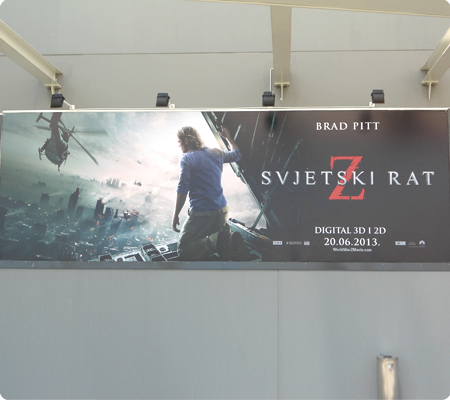 BRAD PITT
SVJETSKI Z RAT
DIGITAL 3D I 2D
20.06.2013.
WorldWarZMovie.com